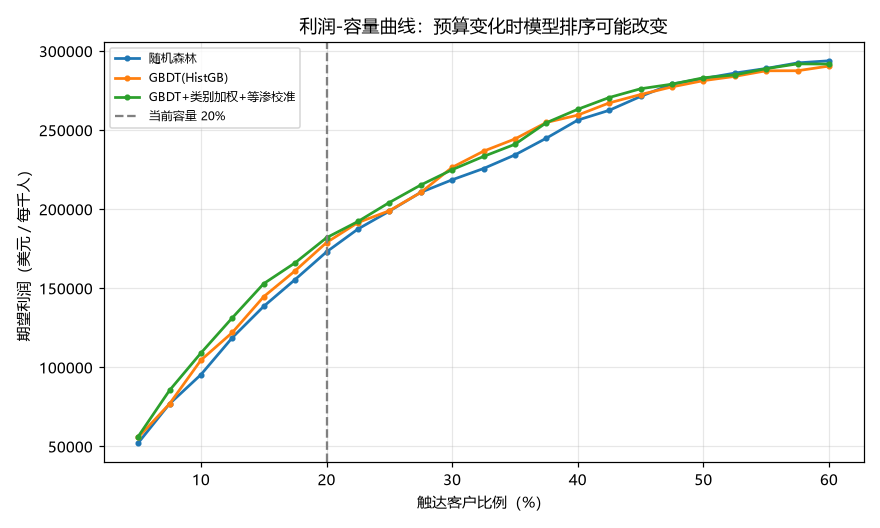 利润-容量曲线：预算变化时模型排序可能改变
期望利润（美元 / 每千人）
300000
250000
200000
150000
100000
50000
随机森林
GBDT(HistGB)
GBDT+类别加权+等渗校准
当前容量 20%
10
20
30
40
50
60
触达客户比例（%）